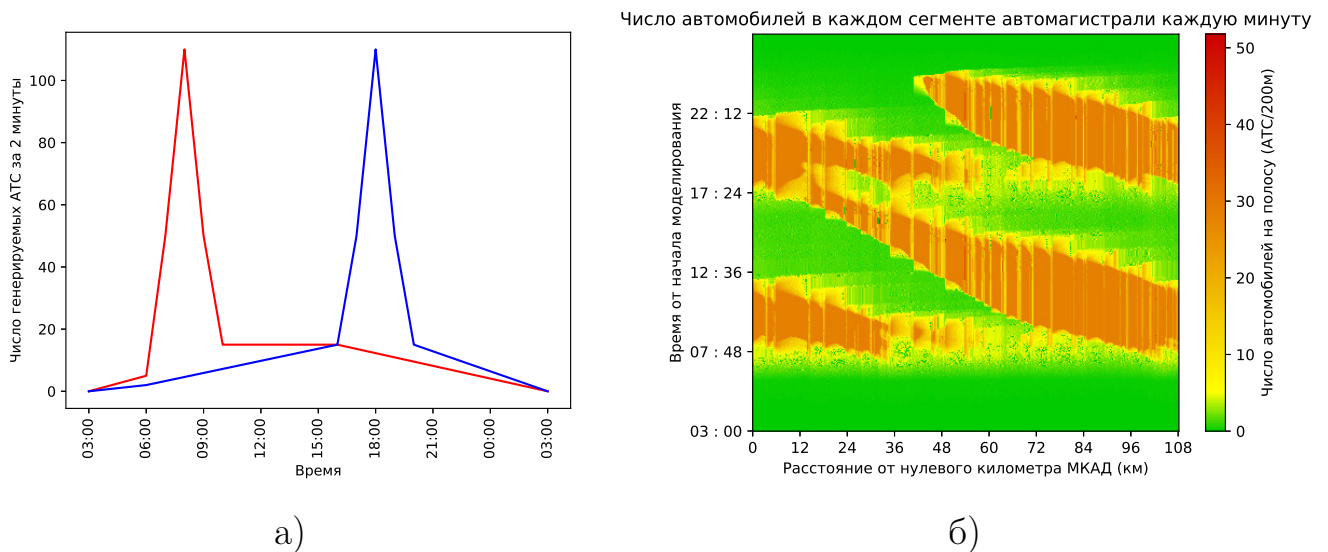 Число генерируемых АТС за 2 минуты
100
80
60
40
20
0
03:00
06:00
09:00
12:00
15:00
18:00
21:00
00:00
03:00
Время
а)
Число автомобилей в каждом сегменте автомагистрали каждую минуту
Время от начала моделирования
22 : 12
17 : 24
12 : 36
07 : 48
03 : 00
0
12
24
36
48
60
72
84
96
108
Расстояние от нулевого километра МКАД (км)
50
40
30
20
10
0
Число автомобилей на полосу (АТС/200м)
б)